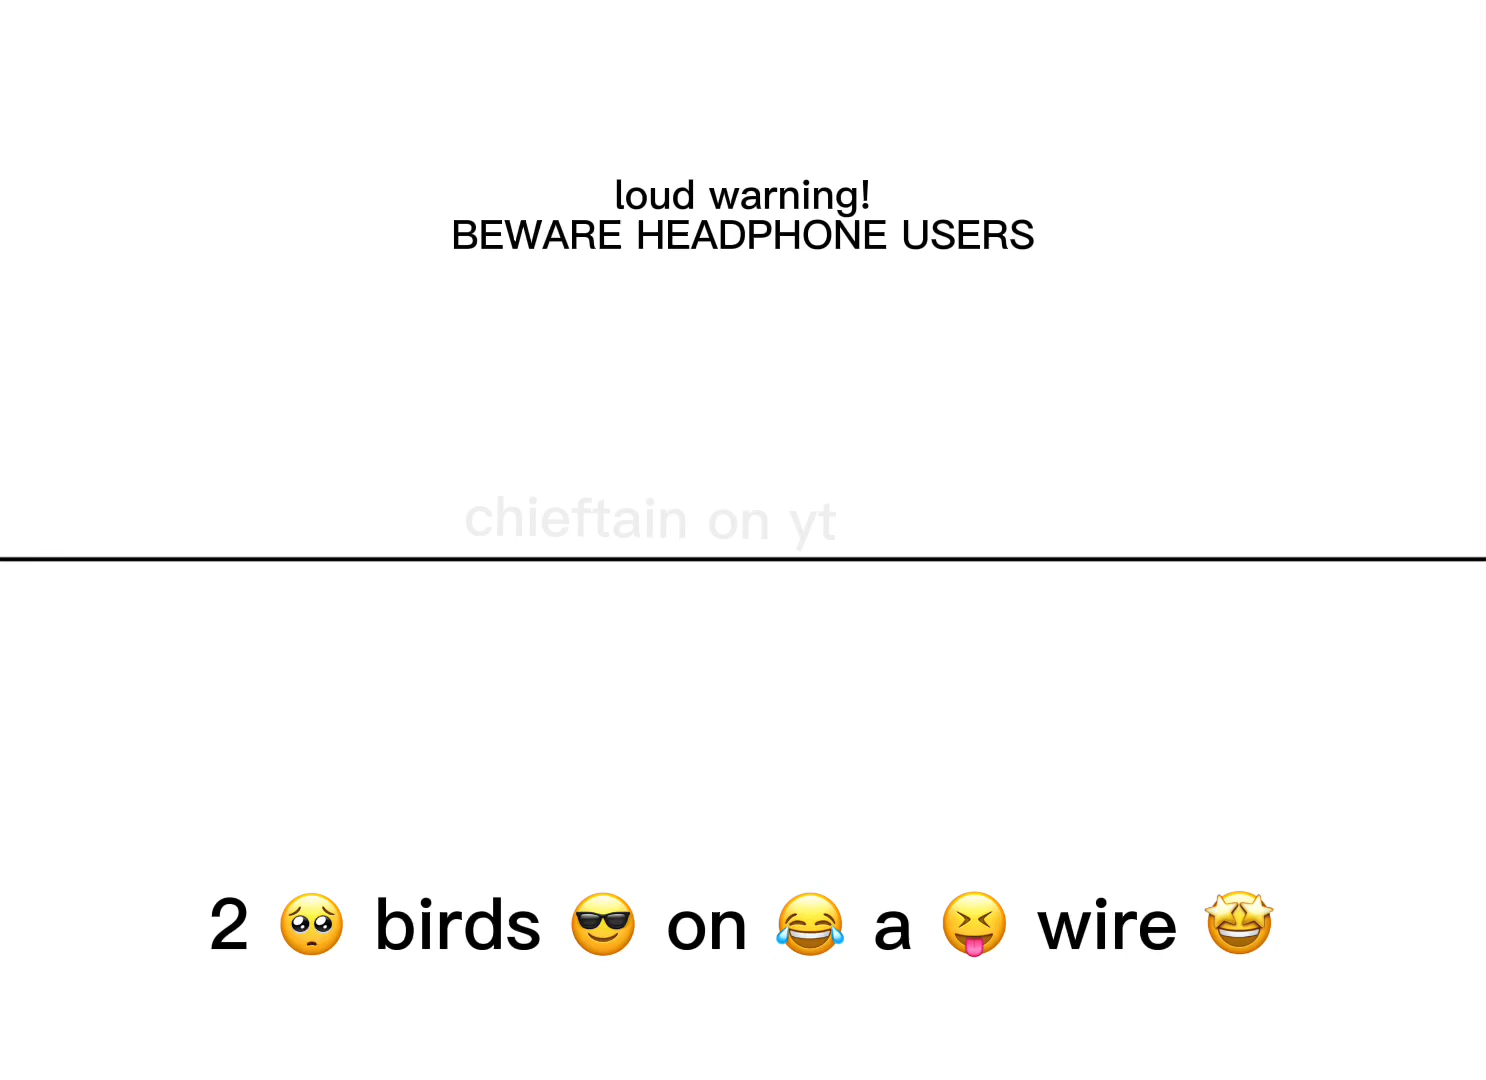 loud warning!
BEWARE HEADPHONE USERS
chieftain on yt
2 🥺 birds 😎 on 😂 a 😝 wire 🤩